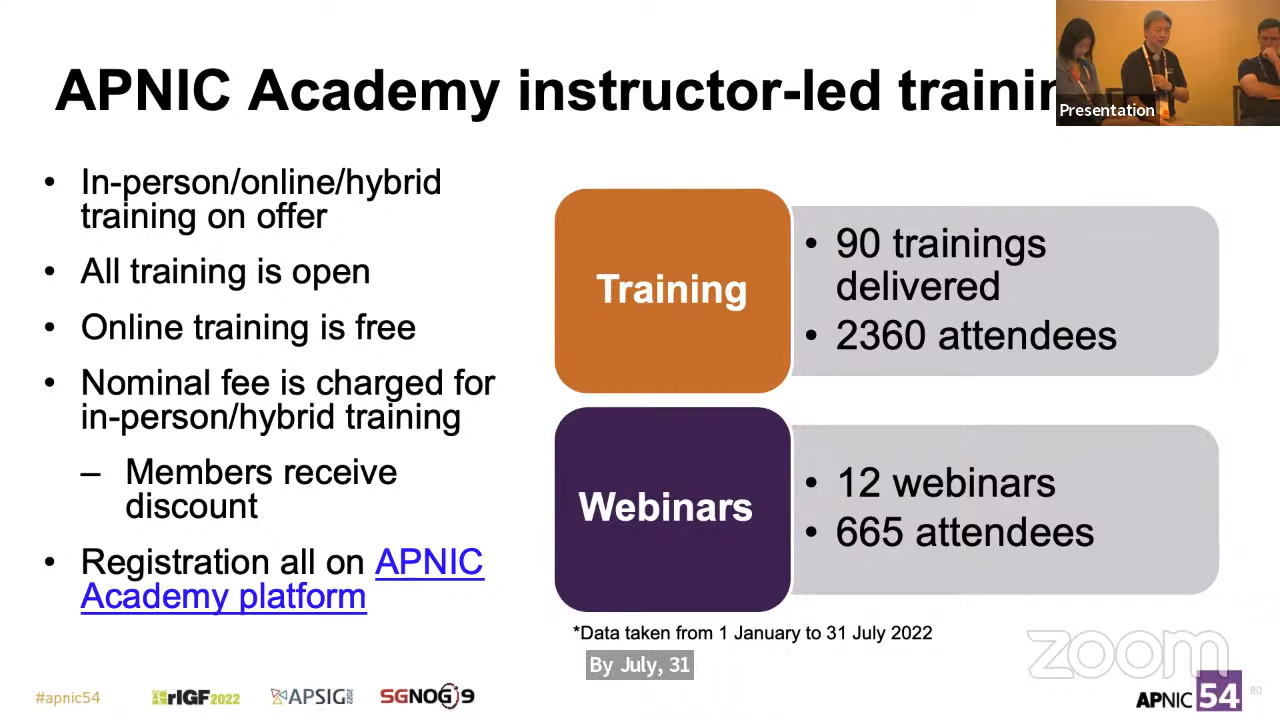 APNIC Academy instructor-led trainin
Presentation
• In-person/online/hybrid
training on offer
• All training is open
• Online training is free
• Nominal fee is charged for
in-person/hybrid training
– Members receive
discount
• Registration all on APNIC
Academy platform
Training
• 90 trainings
delivered
• 2360 attendees
Webinars
• 12 webinars
• 665 attendees
*Data taken from 1 January to 31 July 2022
By July, 31
zoom
#apnic54
rIGF2022
APSIG
SGNOG 9
APNIC 54
80